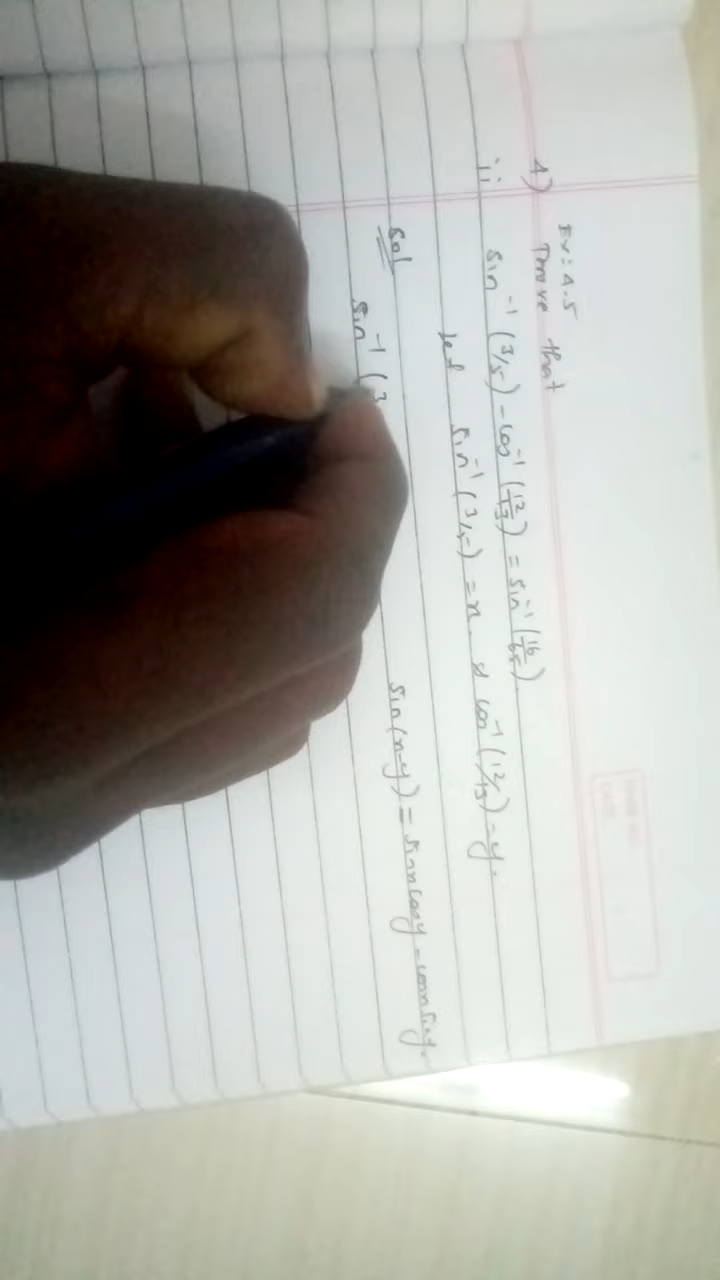 Ex: 4.5
4) Prove that
ii sin⁻¹ (3/5) - cos⁻¹ (12/13) = sin⁻¹ (16/65)
let sin⁻¹ (3/5) = x. & cos⁻¹ (12/13) = y.
Sol sin(x-y) = sinx cosy - cosx siny.
sin⁻¹ (3